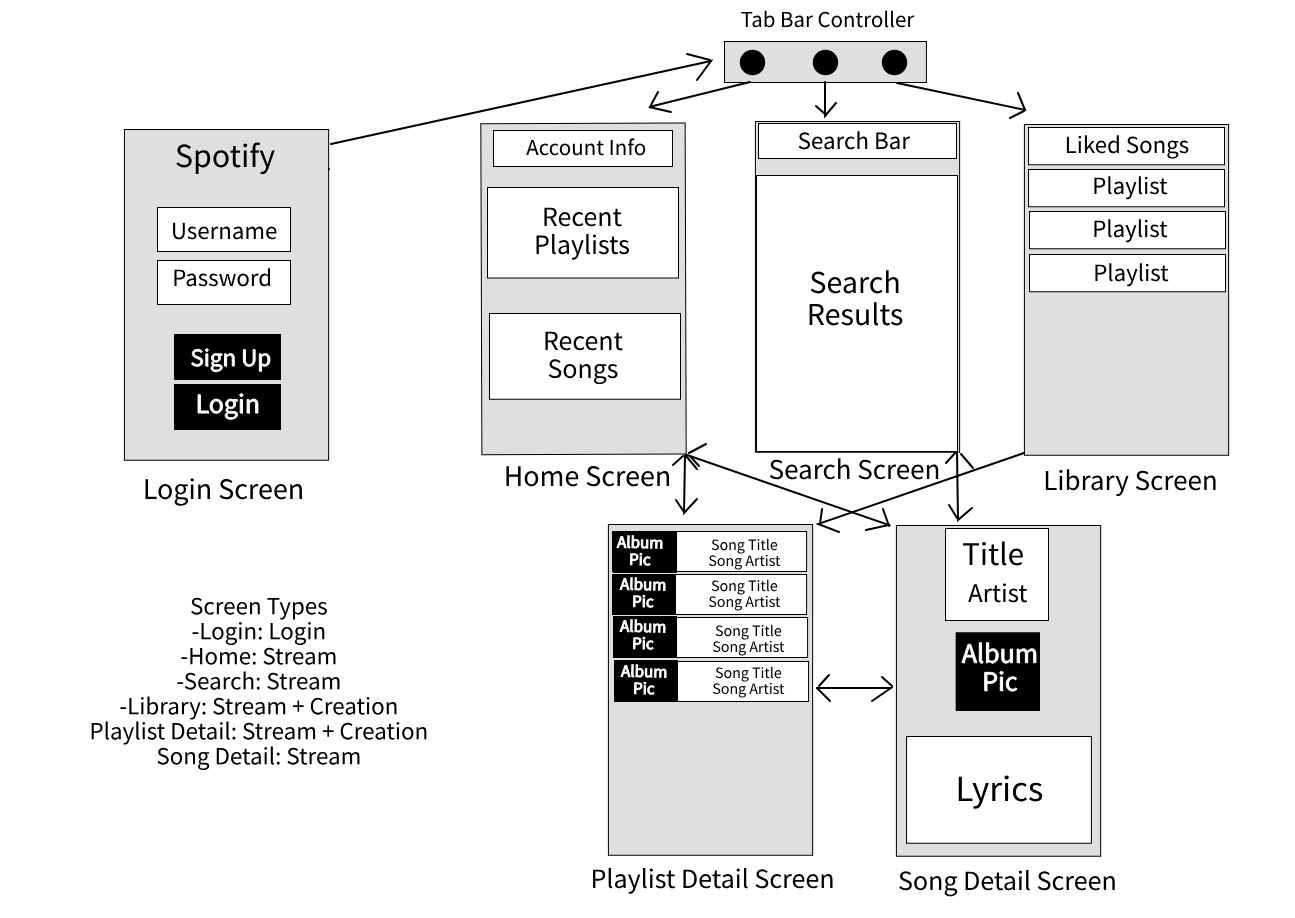 Tab Bar Controller
Spotify
Username
Password
Sign Up
Login
Login Screen
Account Info
Recent
Playlists
Recent
Songs
Home Screen
Search Bar
Search
Results
Search Screen
Liked Songs
Playlist
Playlist
Playlist
Library Screen
Screen Types
-Login: Login
-Home: Stream
-Search: Stream
-Library: Stream + Creation
Playlist Detail: Stream + Creation
Song Detail: Stream
Album
Pic
Song Title
Song Artist
Album
Pic
Song Title
Song Artist
Album
Pic
Song Title
Song Artist
Album
Pic
Song Title
Song Artist
Playlist Detail Screen
Title
Artist
Album
Pic
Lyrics
Song Detail Screen